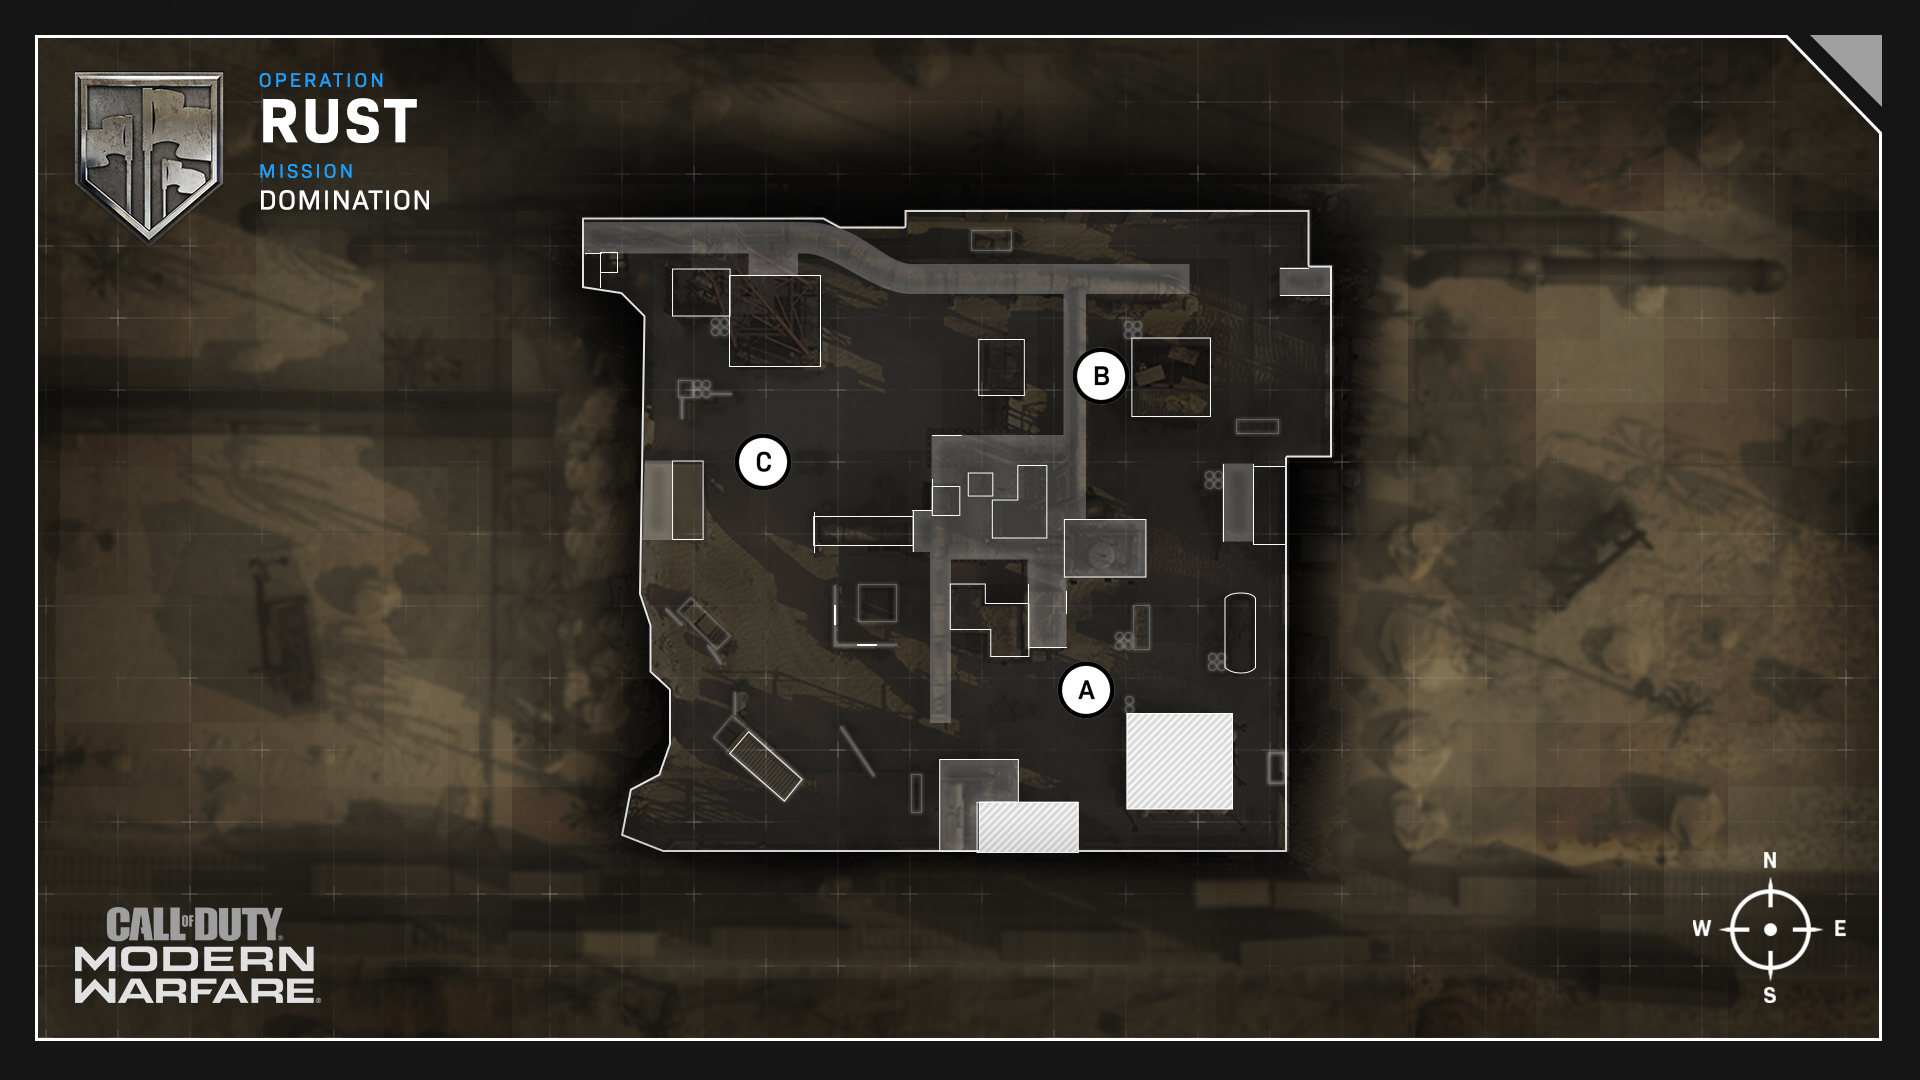 OPERATION
RUST
MISSION
DOMINATION
B
C
A
CALL OF DUTY
MODERN
WARFARE
N
W E
S